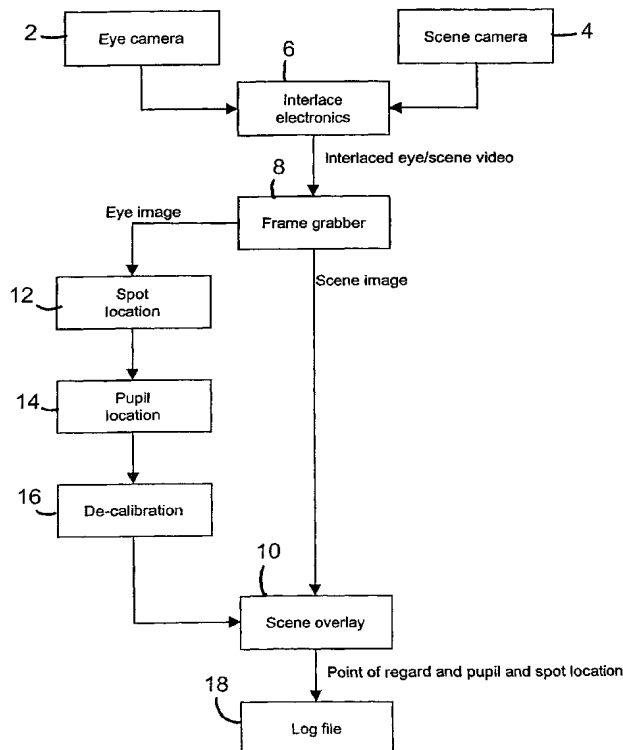 2
Eye camera
Scene camera
4
6
Interlace
electronics
Interlaced eye/scene video
8
Eye image
Frame grabber
Scene image
12
Spot
location
14
Pupil
location
16
De-calibration
10
Scene overlay
Point of regard and pupil and spot location
18
Log file